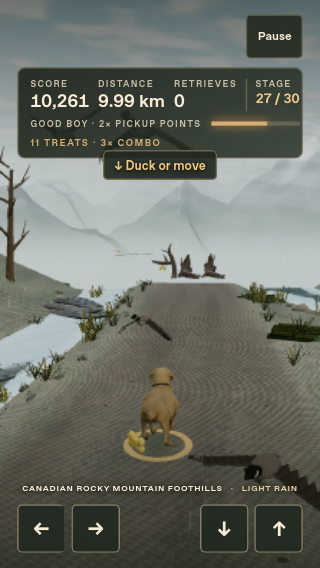 Pause
SCORE DISTANCE RETRIEVES STAGE
10,261 9.99 km 0 27 / 30
GOOD BOY · 2× PICKUP POINTS
11 TREATS · 3× COMBO
↓ Duck or move
CANADIAN ROCKY MOUNTAIN FOOTHILLS · LIGHT RAIN
← → ↓ ↑